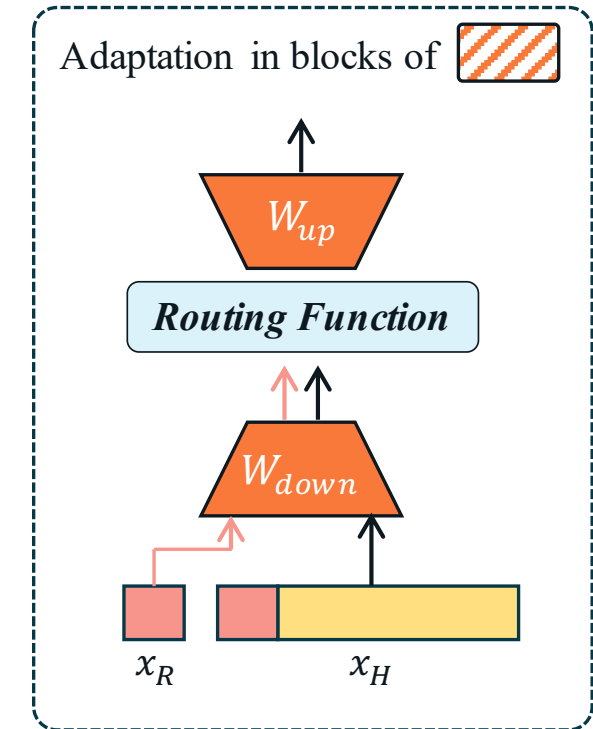 Adaptation in blocks of
W_up
Routing Function
W_down
x_R
x_H